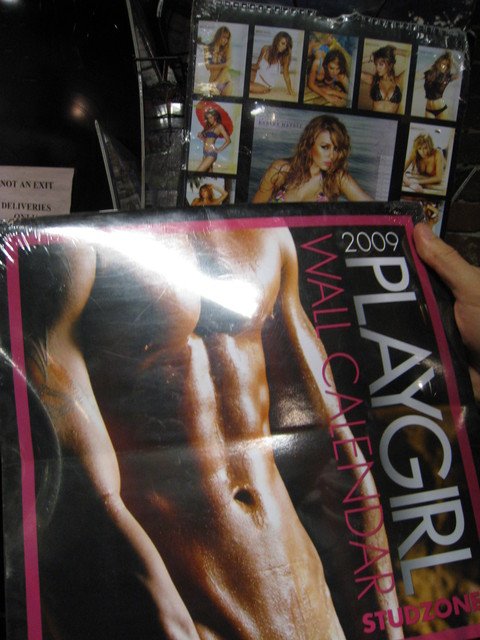 NOT AN EXIT
DELIVERIES
2009
PLAYGIRL
WALL CALENDAR
STUDZONE